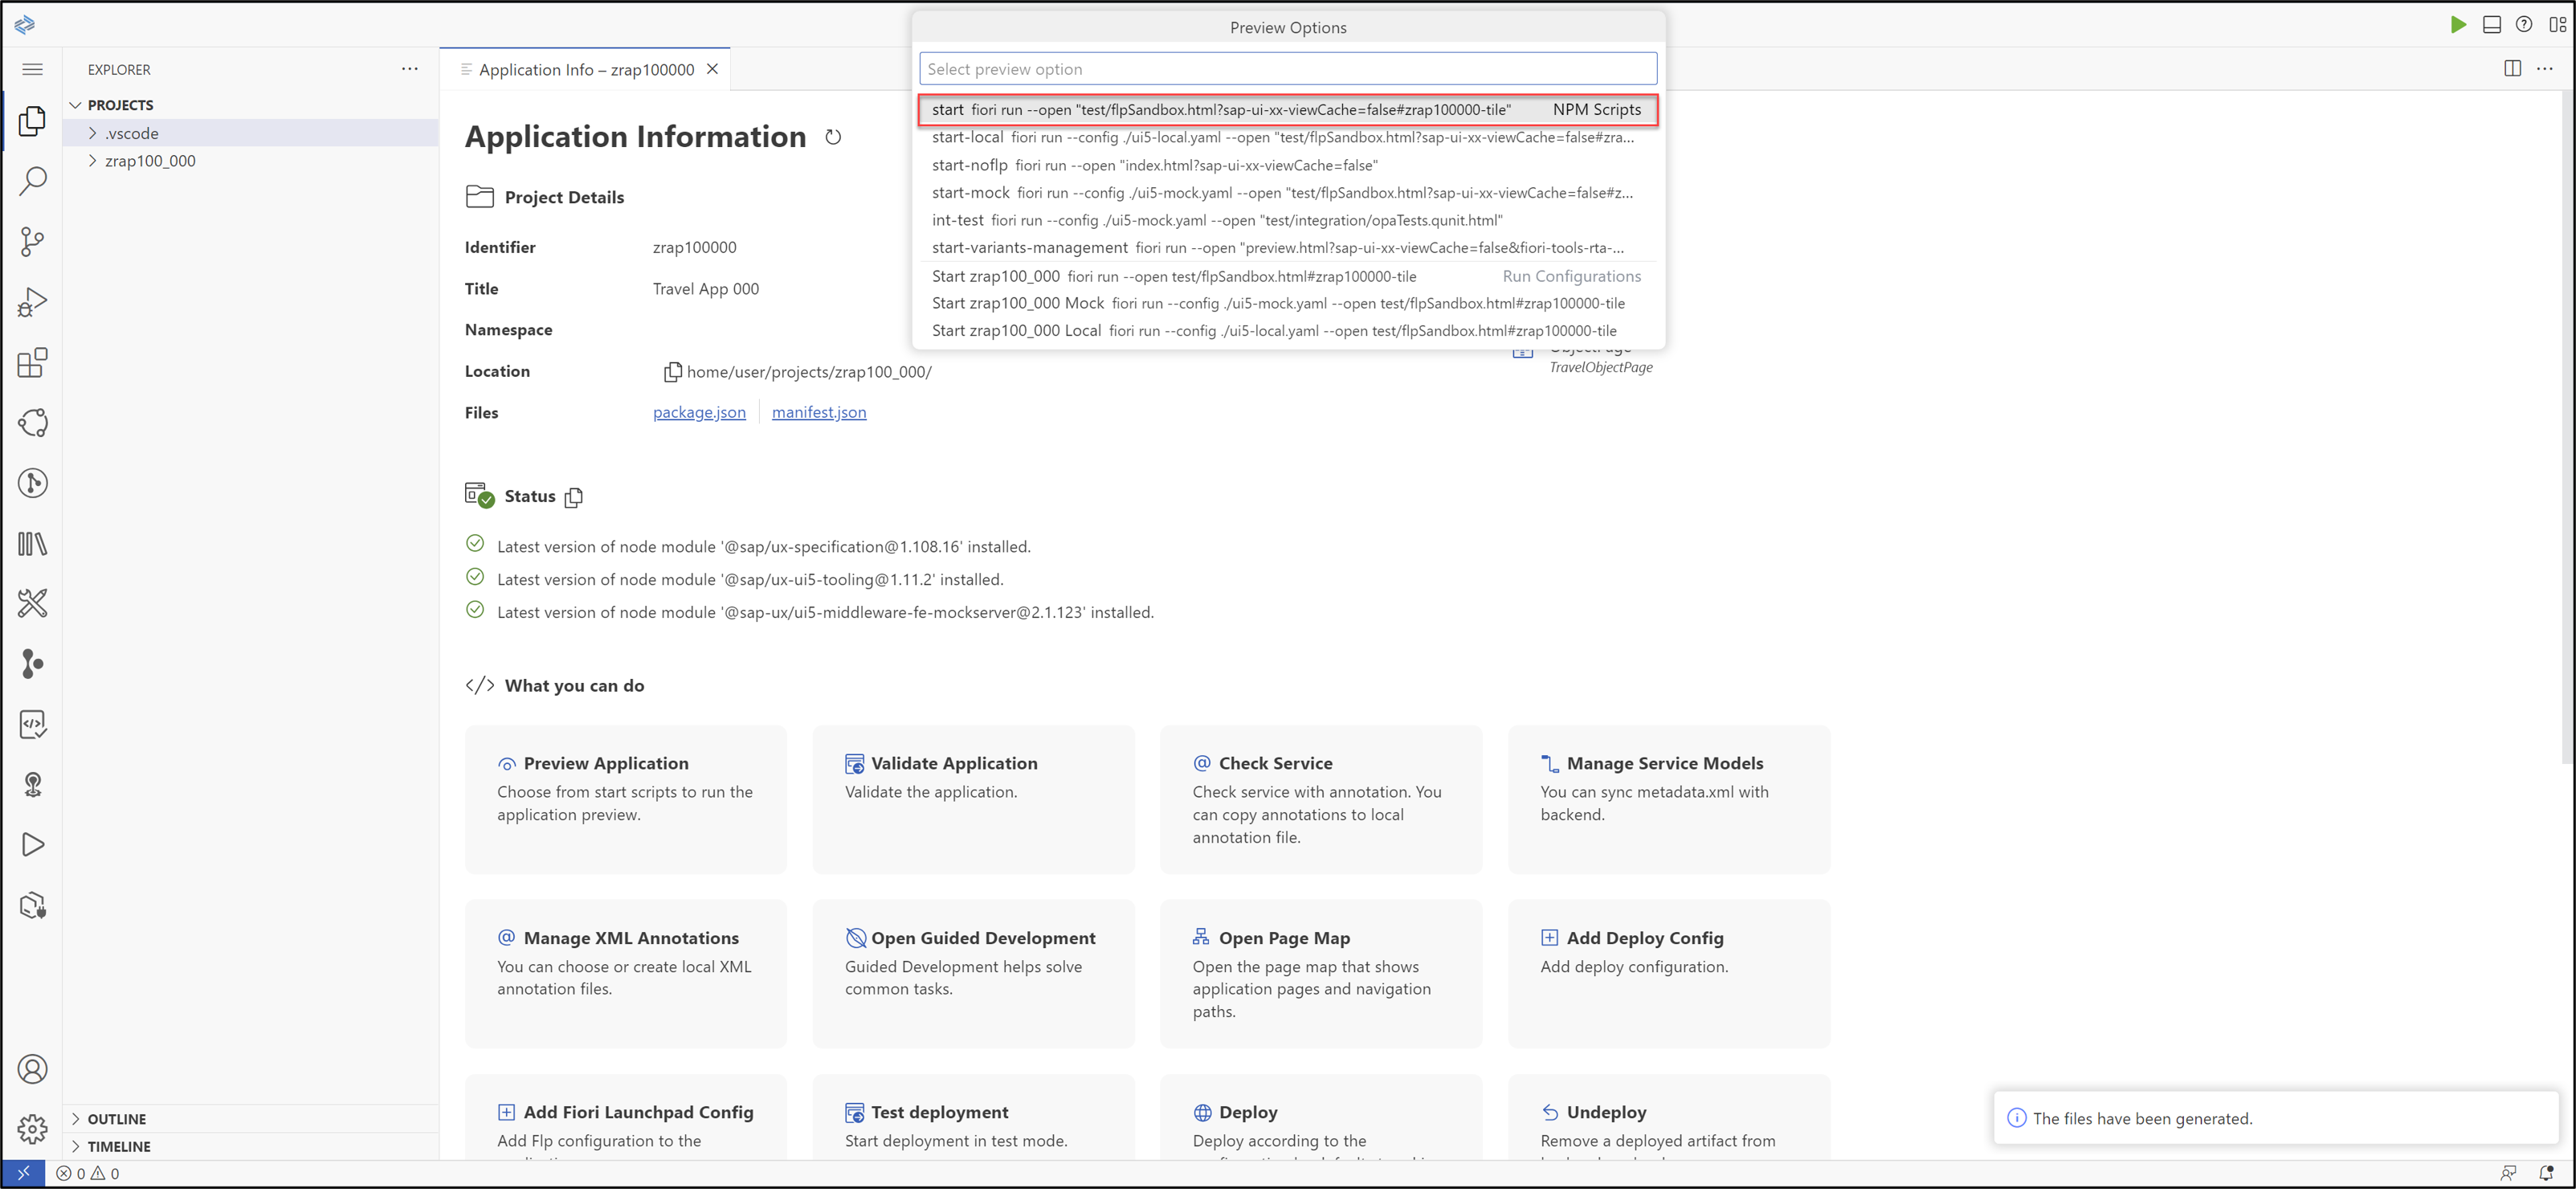 Preview Options
EXPLORER
Application Info – zrap100000
Select preview option
PROJECTS
.vscode
zrap100_000
start fiori run --open "test/flpSandbox.html?sap-ui-xx-viewCache=false#zrap100000-tile" NPM Scripts
start-local fiori run --config ./ui5-local.yaml --open "test/flpSandbox.html?sap-ui-xx-viewCache=false#zra...
start-noflp fiori run --open "index.html?sap-ui-xx-viewCache=false"
start-mock fiori run --config ./ui5-mock.yaml --open "test/flpSandbox.html?sap-ui-xx-viewCache=false#z...
int-test fiori run --config ./ui5-mock.yaml --open "test/integration/opaTests.qunit.html"
start-variants-management fiori run --open "preview.html?sap-ui-xx-viewCache=false&fiori-tools-rta-...
Start zrap100_000 fiori run --open test/flpSandbox.html#zrap100000-tile Run Configurations
Start zrap100_000 Mock fiori run --config ./ui5-mock.yaml --open test/flpSandbox.html#zrap100000-tile
Start zrap100_000 Local fiori run --config ./ui5-local.yaml --open test/flpSandbox.html#zrap100000-tile
Application Information
Project Details
Identifier zrap100000
Title Travel App 000
Namespace
Location home/user/projects/zrap100_000/
Files package.json manifest.json
TravelObjectPage
Status
Latest version of node module '@sap/ux-specification@1.108.16' installed.
Latest version of node module '@sap/ux-ui5-tooling@1.11.2' installed.
Latest version of node module '@sap-ux/ui5-middleware-fe-mockserver@2.1.123' installed.
What you can do
Preview Application
Choose from start scripts to run the
application preview.
Validate Application
Validate the application.
Check Service
Check service with annotation. You
can copy annotations to local
annotation file.
Manage Service Models
You can sync metadata.xml with
backend.
Manage XML Annotations
You can choose or create local XML
annotation files.
Open Guided Development
Guided Development helps solve
common tasks.
Open Page Map
Open the page map that shows
application pages and navigation
paths.
Add Deploy Config
Add deploy configuration.
Add Fiori Launchpad Config
Add Flp configuration to the
Test deployment
Start deployment in test mode.
Deploy
Deploy according to the
Undeploy
Remove a deployed artifact from
OUTLINE
TIMELINE
The files have been generated.
0 0